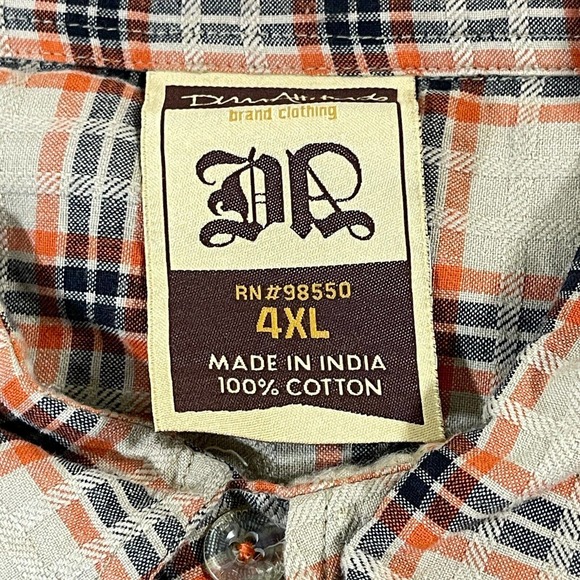 brand clothing
DA
RN#98550
4XL
MADE IN INDIA
100% COTTON